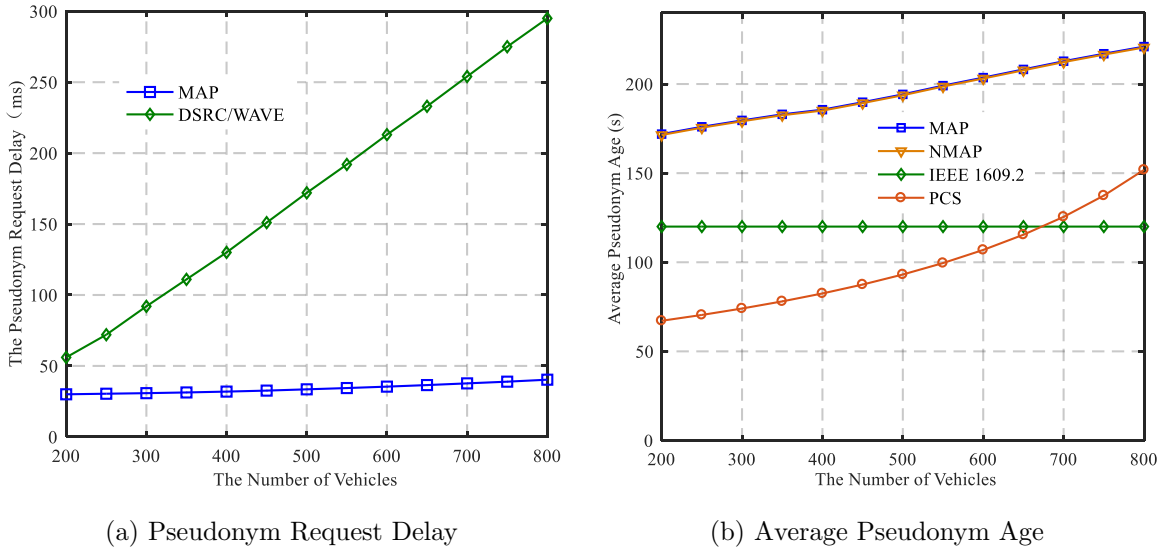 300
250
200
150
100
50
0
The Pseudonym Request Delay（ms)
MAP
DSRC/WAVE
200 300 400 500 600 700 800
The Number of Vehicles
(a) Pseudonym Request Delay
200
150
100
50
0
Average Pseudonym Age (s)
MAP
NMAP
IEEE 1609.2
PCS
200 300 400 500 600 700 800
The Number of Vehicles
(b) Average Pseudonym Age